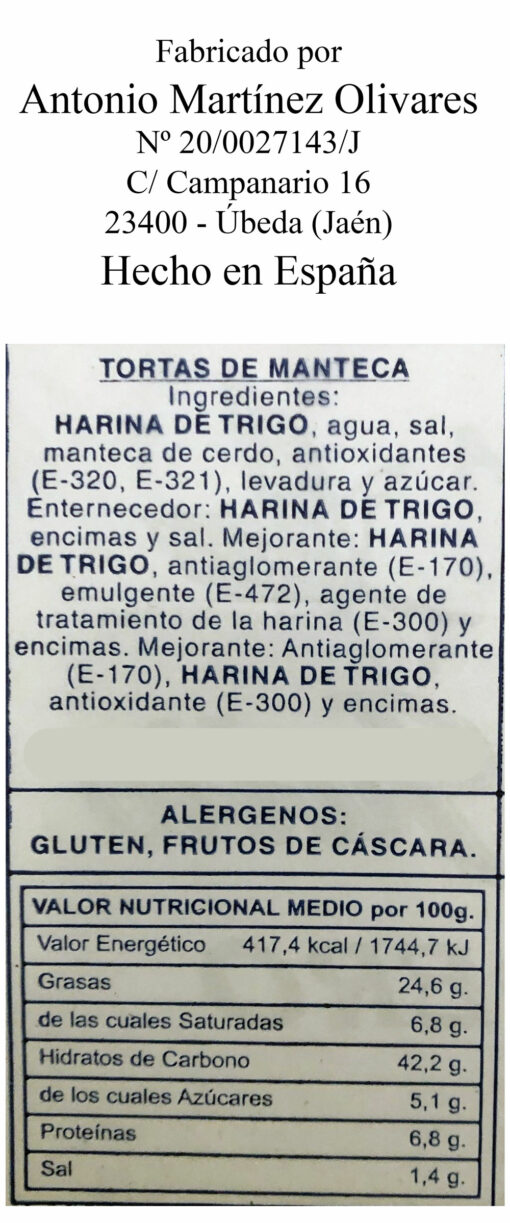 Fabricado por
Antonio Martínez Olivares
Nº 20/0027143/J
C/ Campanario 16
23400 - Úbeda (Jaén)
Hecho en España
TORTAS DE MANTECA
Ingredientes:
HARINA DE TRIGO, agua, sal,
manteca de cerdo, antioxidantes
(E-320, E-321), levadura y azúcar.
Enternecedor: HARINA DE TRIGO,
encimas y sal. Mejorante: HARINA
DE TRIGO, antiaglomerante (E-170),
emulgente (E-472), agente de
tratamiento de la harina (E-300) y
encimas. Mejorante: Antiaglomerante
(E-170), HARINA DE TRIGO,
antioxidante (E-300) y encimas.
ALERGENOS:
GLUTEN, FRUTOS DE CÁSCARA.
VALOR NUTRICIONAL MEDIO por 100g.
Valor Energético 417,4 kcal / 1744,7 kJ
Grasas 24,6 g.
de las cuales Saturadas 6,8 g.
Hidratos de Carbono 42,2 g.
de los cuales Azúcares 5,1 g.
Proteínas 6,8 g.
Sal 1,4 g.